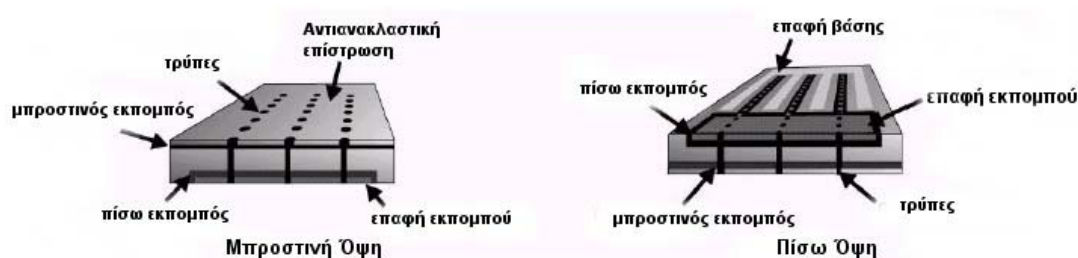 Αντιανακλαστική
επίστρωση
τρύπες
μπροστινός εκπομπός
πίσω εκπομπός
επαφή εκπομπού
Μπροστινή Όψη
επαφή βάσης
πίσω εκπομπός
επαφή εκπομπού
μπροστινός εκπομπός
τρύπες
Πίσω Όψη